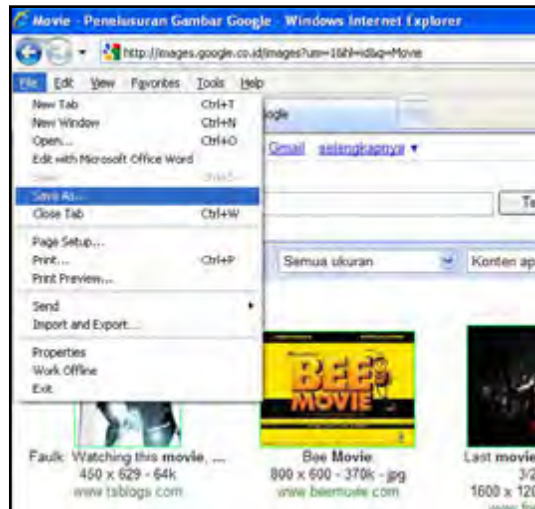 Movie - Penelusuran Gambar Google - Windows Internet Explorer
http://images.google.co.id/images?um=1&hl=id&q=Movie
File Edit View Favorites Tools Help
New Tab Ctrl+T
New Window Ctrl+N
Open... Ctrl+O
Edit with Microsoft Office Word
Save As...
Close Tab Ctrl+W
Page Setup...
Print... Ctrl+P
Print Preview...
Send
Import and Export...
Properties
Work Offline
Exit
ogle
Gmail selengkapnya ▼
Te
Semua ukuran
Konten ap
BEE
MOVIE
Faulk: Watching this movie, ...
450 x 629 - 64k
www.tsblogs.com
Bee Movie
800 x 600 - 370k - jpg
www.beemovie.com
Last movie
1600 x 120